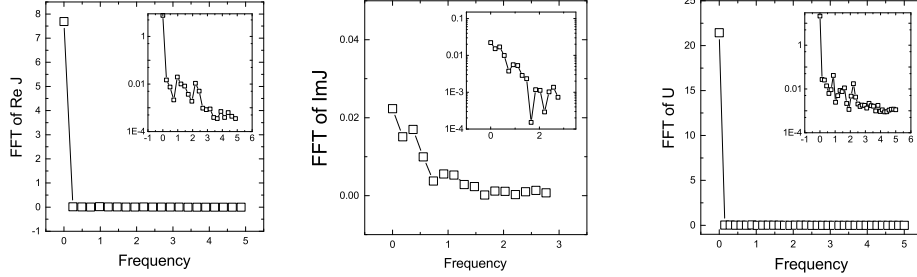 FFT of Re J
8
7
6
5
4
3
2
1
0
-1
0 1 2 3 4 5
Frequency
1
0.01
1E-4
-1 0 1 2 3 4 5 6
FFT of ImJ
0.04
0.02
0.00
0 1 2 3
Frequency
0.1
0.01
1E-3
1E-4
0 2
FFT of U
25
20
15
10
5
0
0 1 2 3 4 5
Frequency
1
0.01
1E-4
-1 0 1 2 3 4 5 6